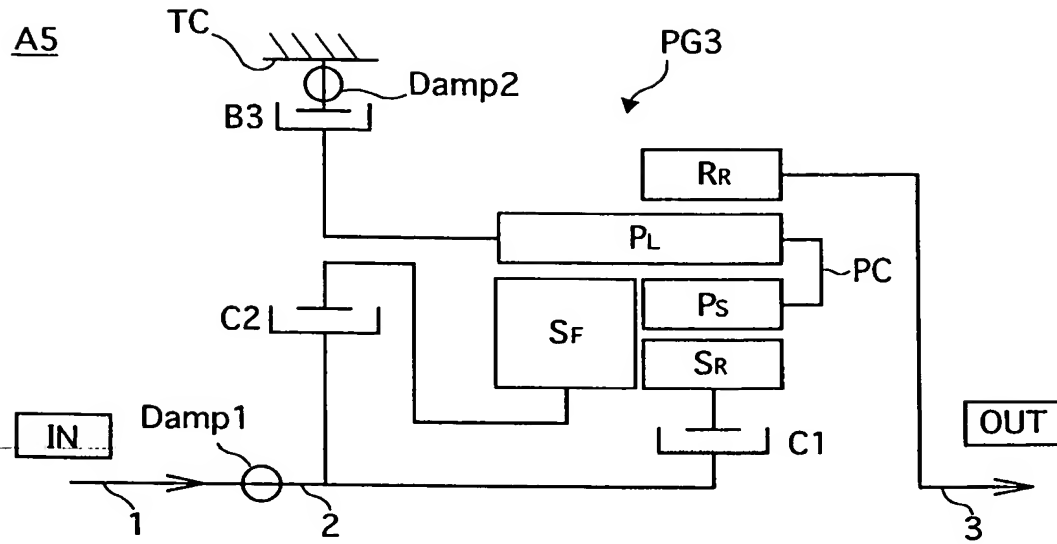 A5
TC
PG3
Damp2
B3
RR
PL
PC
C2
SF
PS
SR
Damp1
IN
C1
OUT
1
2
3